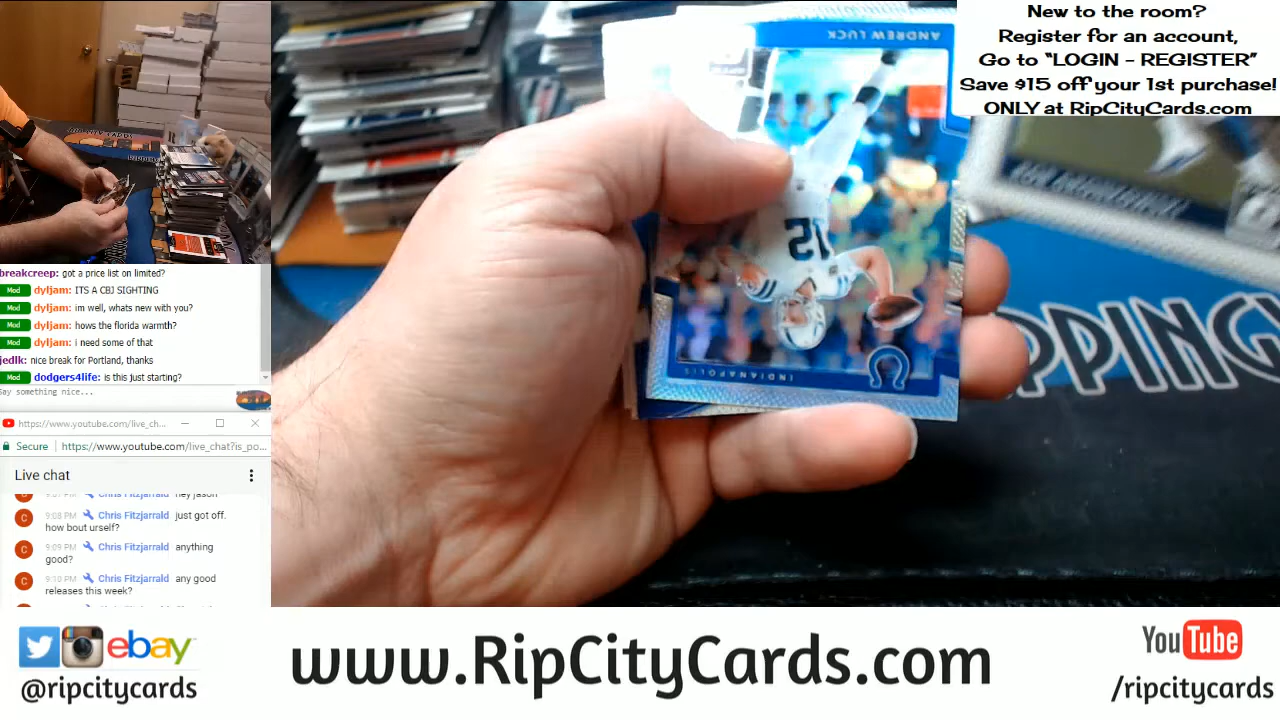 New to the room?
Register for an account,
Go to “LOGIN - REGISTER”
Save $15 off your 1st purchase!
ONLY at RipCityCards.com
ANDREW LUCK
12
INDIANAPOLIS
breakcreep: got a price list on limited?
Mod dyljam: ITS A CBJ SIGHTING
Mod dyljam: im well, whats new with you?
Mod dyljam: hows the florida warmth?
Mod dyljam: i need some of that
jedlk: nice break for Portland, thanks
Mod dodgers4life: is this just starting?
Say something nice...
https://www.youtube.com/live_ch...
Secure https://www.youtube.com/live_chat?is_po...
Live chat
Chris Fitzjarrald hey jason
C 9:08 PM Chris Fitzjarrald just got off.
how bout urself?
C 9:09 PM Chris Fitzjarrald anything
good?
C 9:10 PM Chris Fitzjarrald any good
releases this week?
PPING
ebay
@ripcitycards
www.RipCityCards.com
YouTube
/ripcitycards